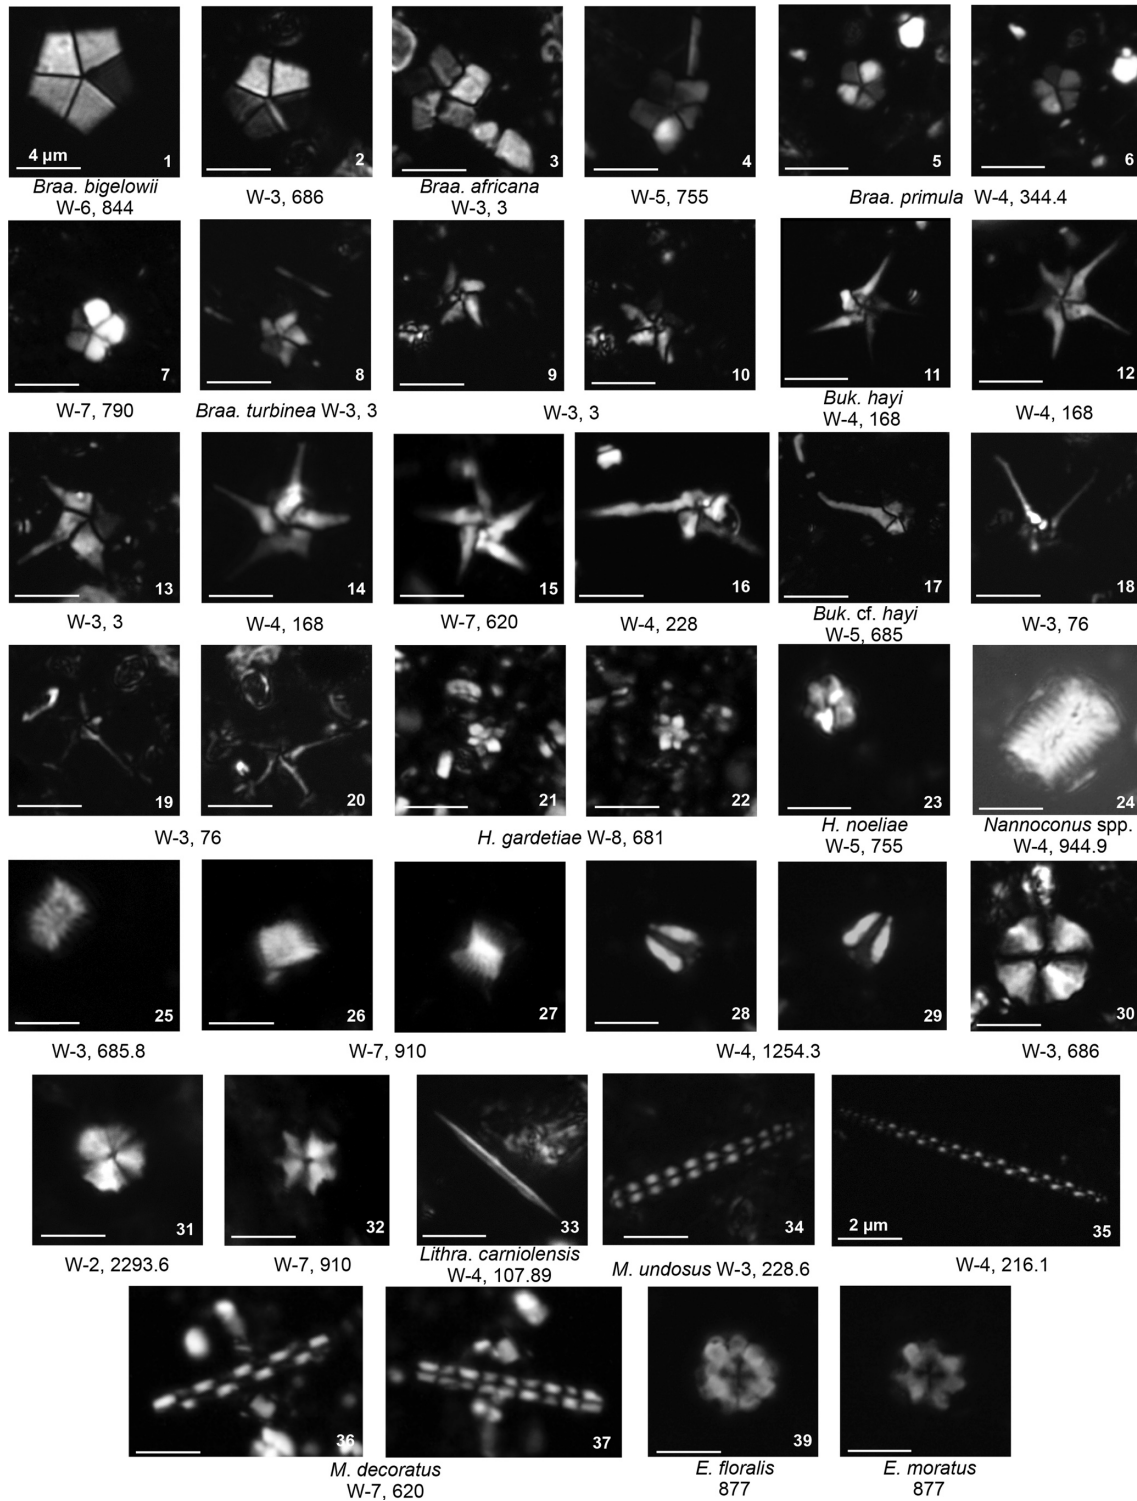 4 µm
1
2
3
4
5
6
Braa. bigelowii
W-6, 844
W-3, 686
Braa. africana
W-3, 3
W-5, 755
Braa. primula W-4, 344.4
7
8
9
10
11
12
W-7, 790
Braa. turbinea W-3, 3
W-3, 3
Buk. hayi
W-4, 168
W-4, 168
13
14
15
16
17
18
W-3, 3
W-4, 168
W-7, 620
W-4, 228
Buk. cf. hayi
W-5, 685
W-3, 76
19
20
21
22
23
24
W-3, 76
H. gardetiae W-8, 681
H. noeliae
W-5, 755
Nannoconus spp.
W-4, 944.9
25
26
27
28
29
30
W-3, 685.8
W-7, 910
W-4, 1254.3
W-3, 686
31
32
33
34
2 µm
35
W-2, 2293.6
W-7, 910
Lithra. carniolensis
W-4, 107.89
M. undosus W-3, 228.6
W-4, 216.1
36
37
39
40
M. decoratus
W-7, 620
E. floralis
877
E. moratus
877